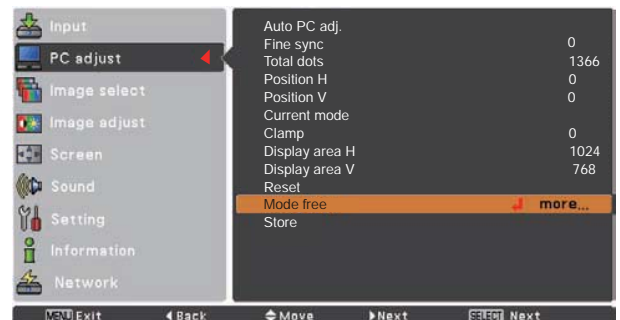 Input
PC adjust
Image select
Image adjust
Screen
Sound
Setting
Information
Network
Auto PC adj.
Fine sync 0
Total dots 1366
Position H 0
Position V 0
Current mode
Clamp 0
Display area H 1024
Display area V 768
Reset
Mode free more...
Store
MENU Exit Back Move Next SELECT Next